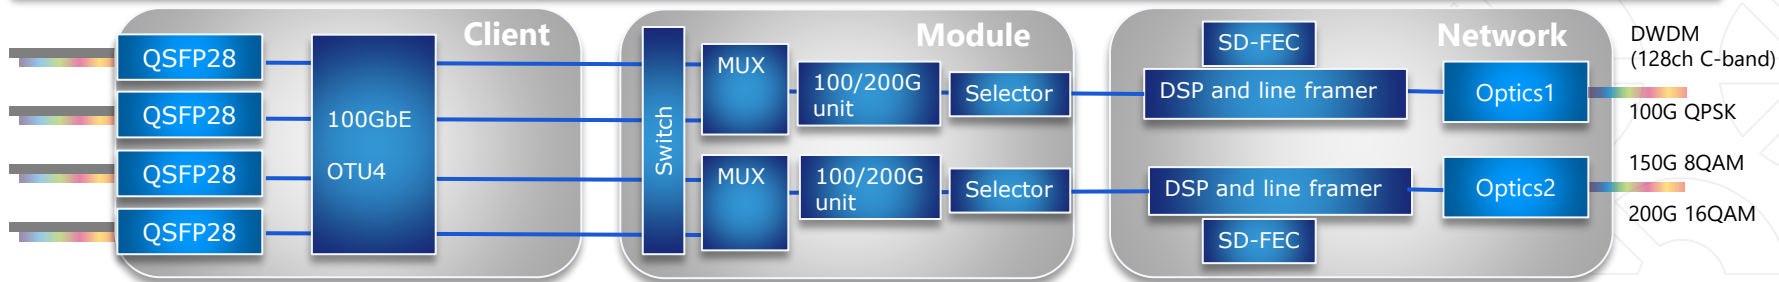 Client
QSFP28
QSFP28
QSFP28
QSFP28
100GbE
OTU4
Module
Switch
MUX
100/200G
unit
Selector
MUX
100/200G
unit
Selector
Network
SD-FEC
DSP and line framer
Optics1
DSP and line framer
SD-FEC
Optics2
DWDM
(128ch C-band)
100G QPSK
150G 8QAM
200G 16QAM